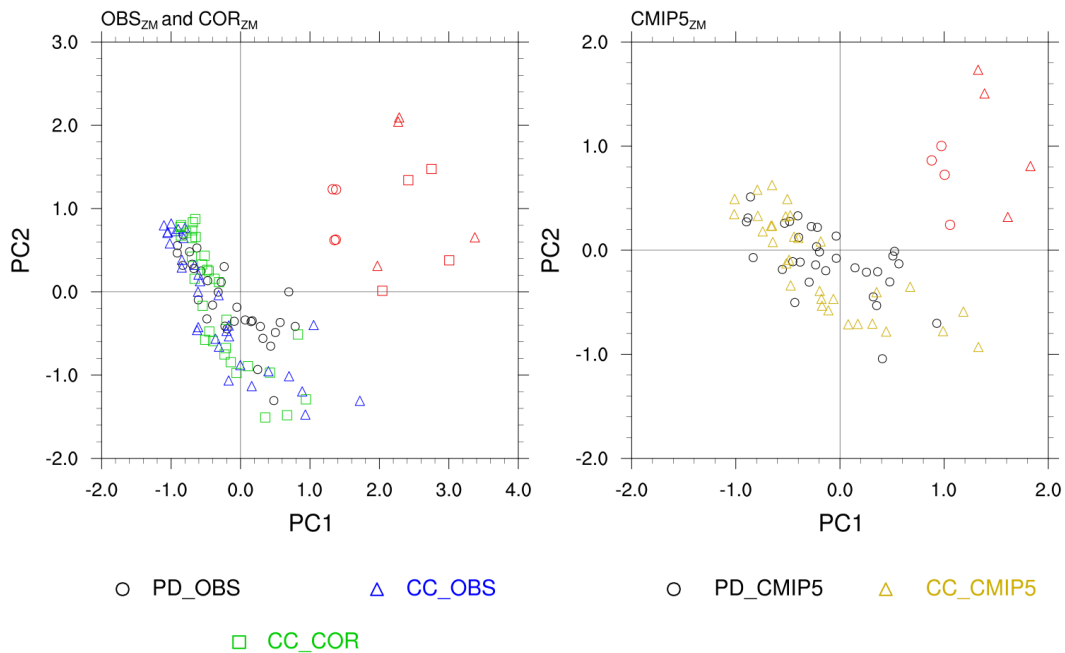 OBSZM and CORZM
CMIP5ZM
3.0
2.0
1.0
0.0
-1.0
-2.0
PC2
-2.0 -1.0 0.0 1.0 2.0 3.0 4.0
PC1
2.0
1.0
0.0
-1.0
-2.0
PC2
-2.0 -1.0 0.0 1.0 2.0
PC1
PD_OBS CC_OBS
CC_COR
PD_CMIP5 CC_CMIP5